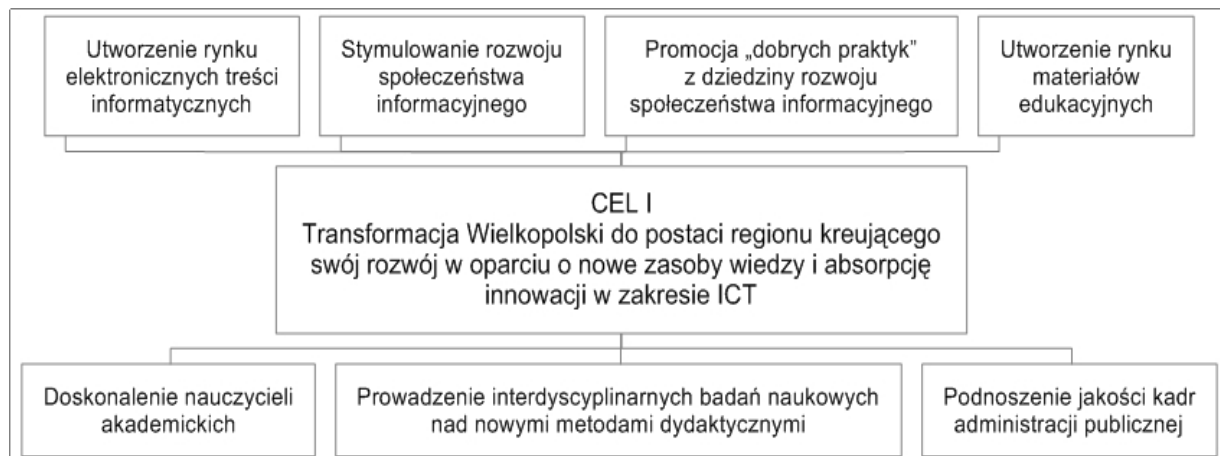 Utworzenie rynku
elektronicznych treści
informatycznych
Stymulowanie rozwoju
społeczeństwa
informacyjnego
Promocja „dobrych praktyk”
z dziedziny rozwoju
społeczeństwa informacyjnego
Utworzenie rynku
materiałów
edukacyjnych
CEL I
Transformacja Wielkopolski do postaci regionu kreującego
swój rozwój w oparciu o nowe zasoby wiedzy i absorpcję
innowacji w zakresie ICT
Doskonalenie nauczycieli
akademickich
Prowadzenie interdyscyplinarnych badań naukowych
nad nowymi metodami dydaktycznymi
Podnoszenie jakości kadr
administracji publicznej